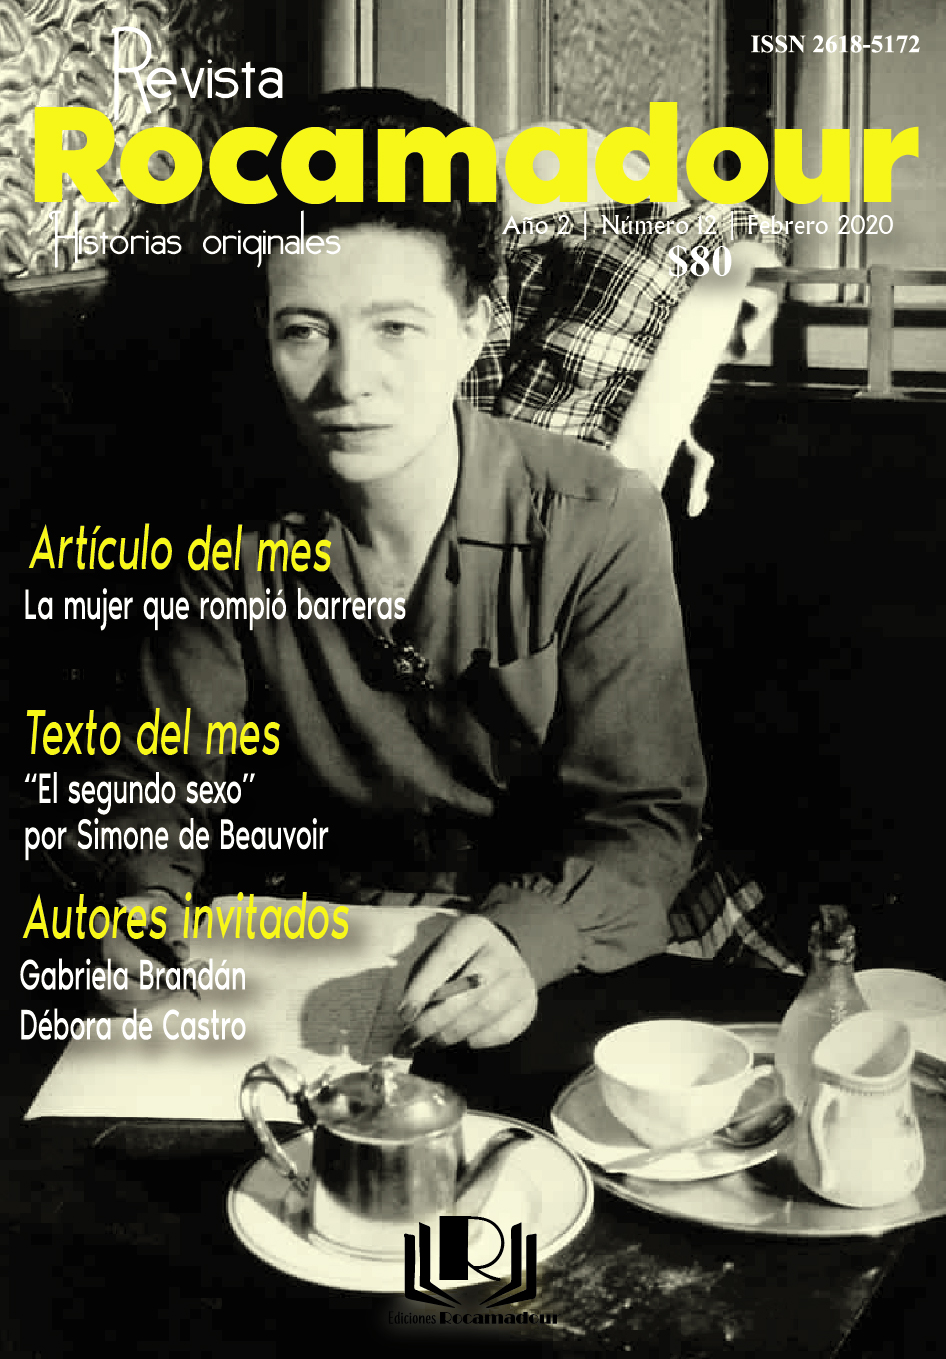 ISSN 2618-5172
Revista
Rocamadour
Historias originales
Año 2 | Número 12 | Febrero 2020
$80
Artículo del mes
La mujer que rompió barreras
Texto del mes
“El segundo sexo”
por Simone de Beauvoir
Autores invitados
Gabriela Brandán
Débora de Castro
R
Ediciones Rocamadour